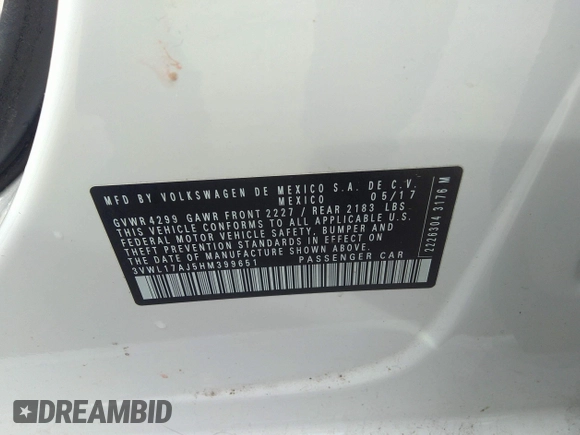 MFD BY VOLKSWAGEN DE MEXICO S.A. DE C.V.
MEXICO 05/17
GVWR 4299 GAWR FRONT 2227 / REAR 2183 LBS.
THIS VEHICLE CONFORMS TO ALL APPLICABLE
FEDERAL MOTOR VEHICLE SAFETY, BUMPER AND
THEFT PREVENTION STANDARDS IN EFFECT ON
THE DATE OF MANUFACTURE SHOWN ABOVE.
3VWL17AJ5HM399651 PASSENGER CAR
2226304 3176 M
DREAMBID